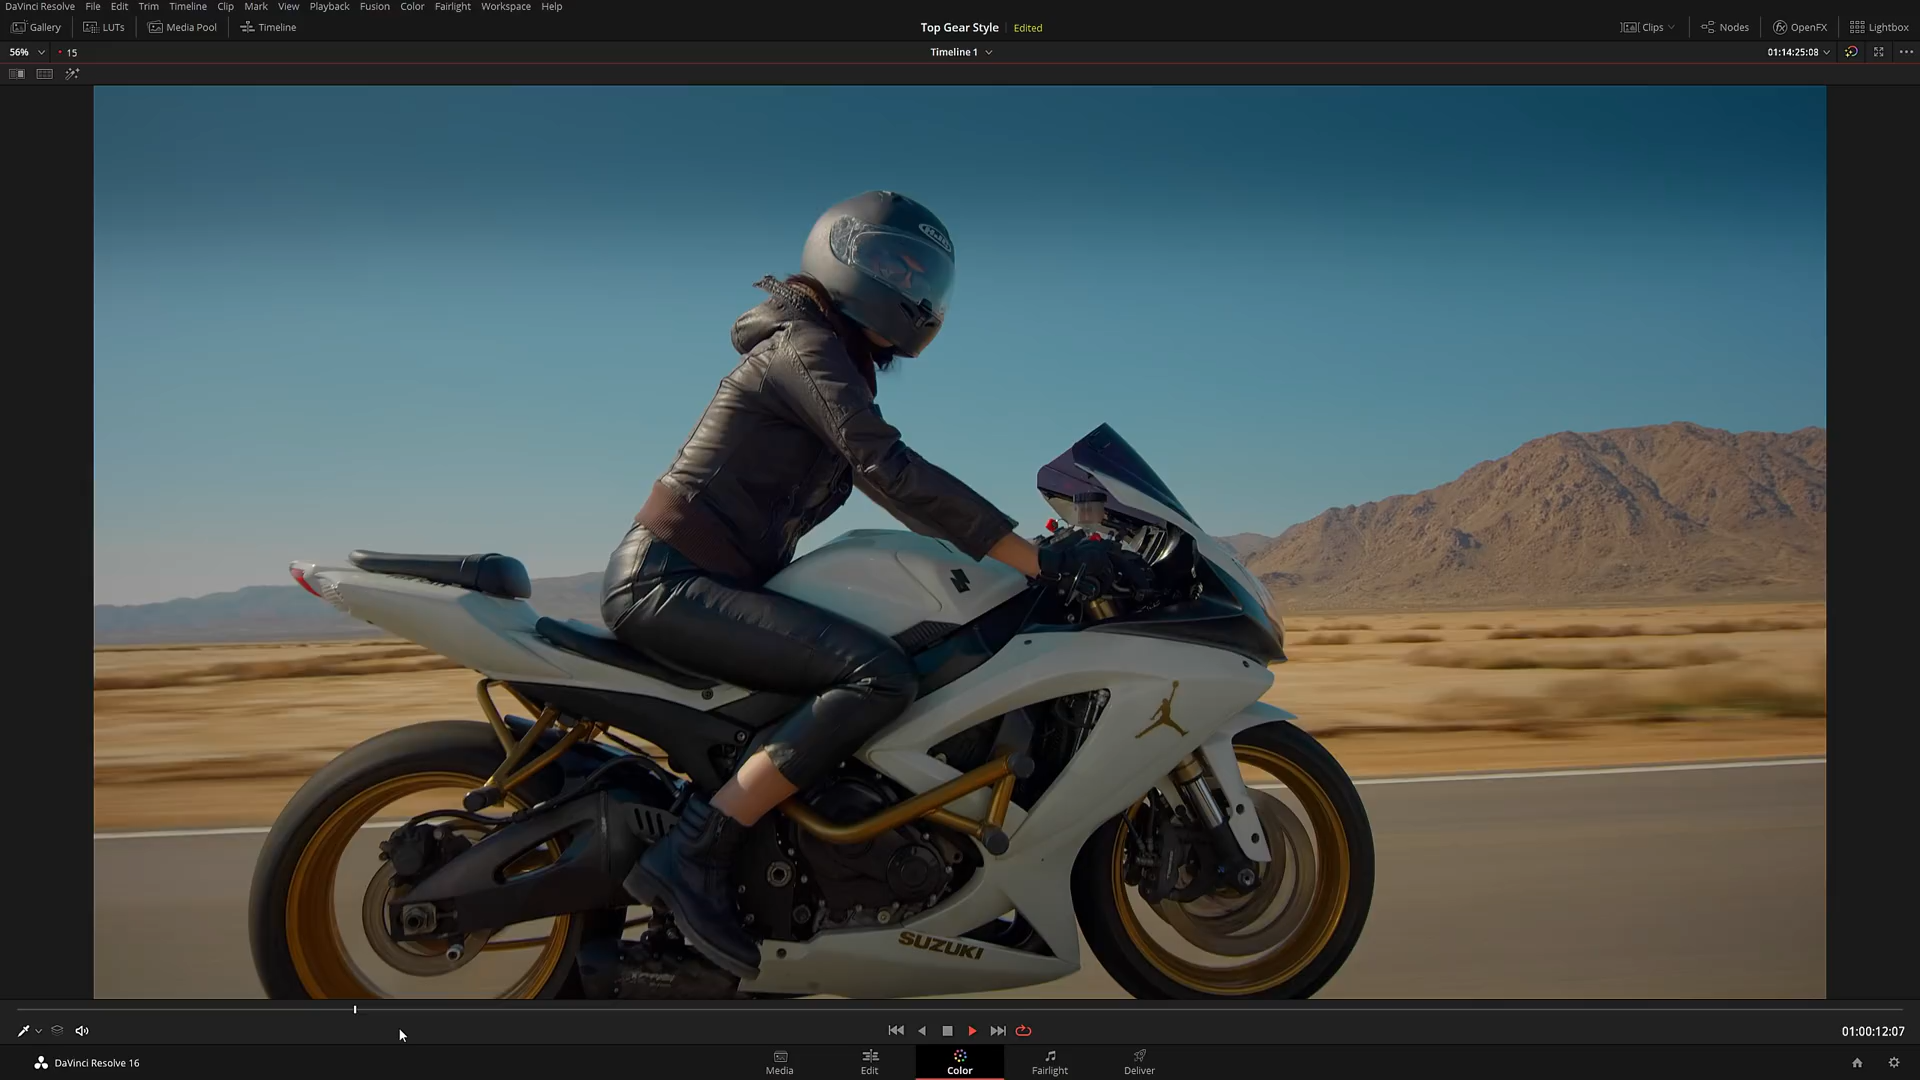 DaVinci Resolve File Edit Trim Timeline Clip Mark View Playback Fusion Color Fairlight Workspace Help
Gallery LUTs Media Pool Timeline Top Gear Style Edited Clips Nodes OpenFX Lightbox
56% 15 Timeline 1 01:14:25:08
HJC
SUZUKI
01:00:12:07
DaVinci Resolve 16 Media Edit Color Fairlight Deliver